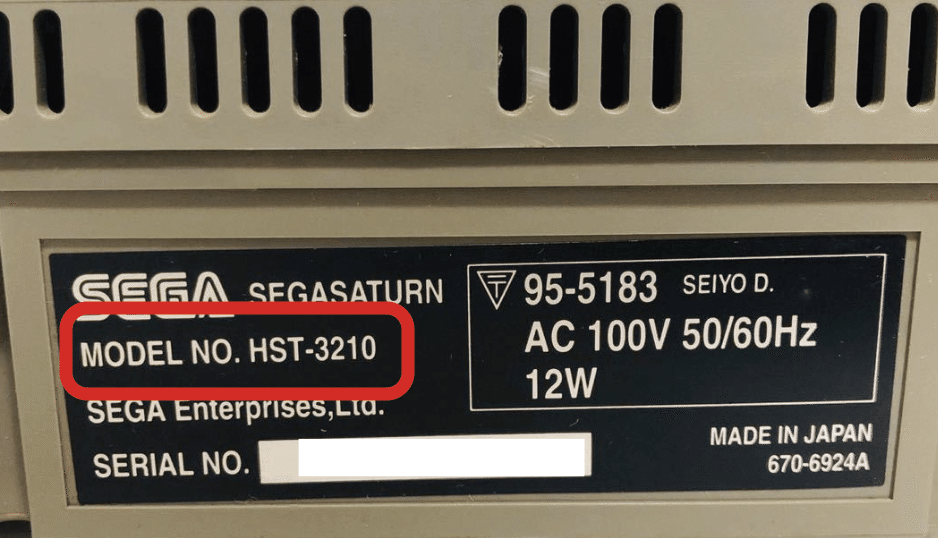 SEGA SEGASATURN
MODEL NO. HST-3210
SEGA Enterprises,Ltd.
SERIAL NO.
T 95-5183 SEIYO D.
AC 100V 50/60Hz
12W
MADE IN JAPAN
670-6924A